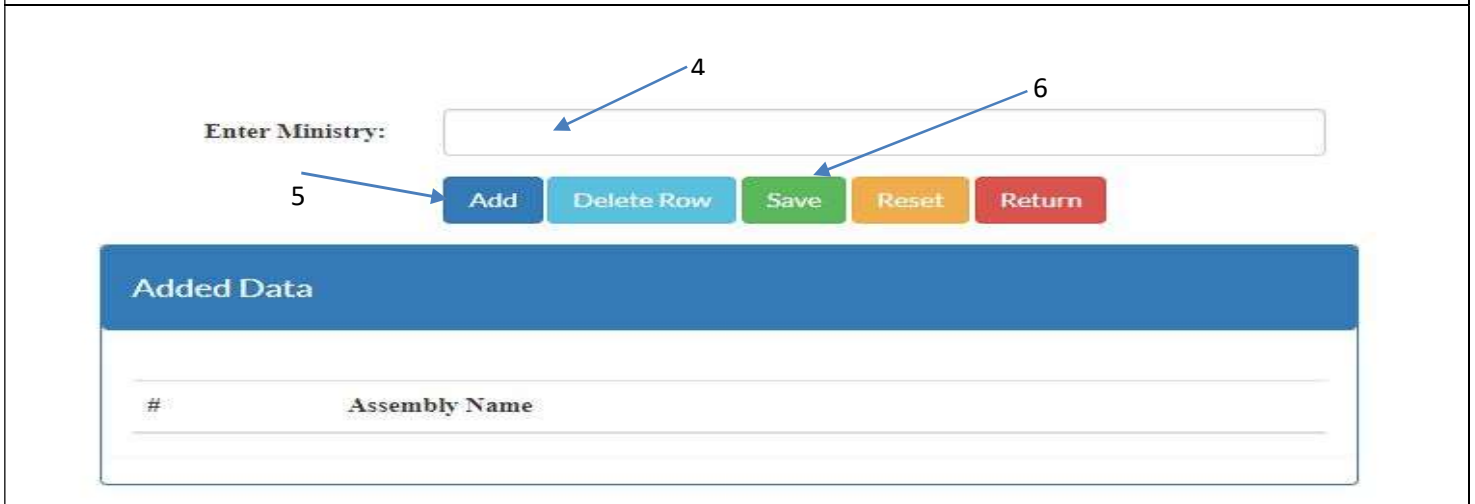 4
6
Enter Ministry:
5
Add Delete Row Save Reset Return
Added Data
# Assembly Name